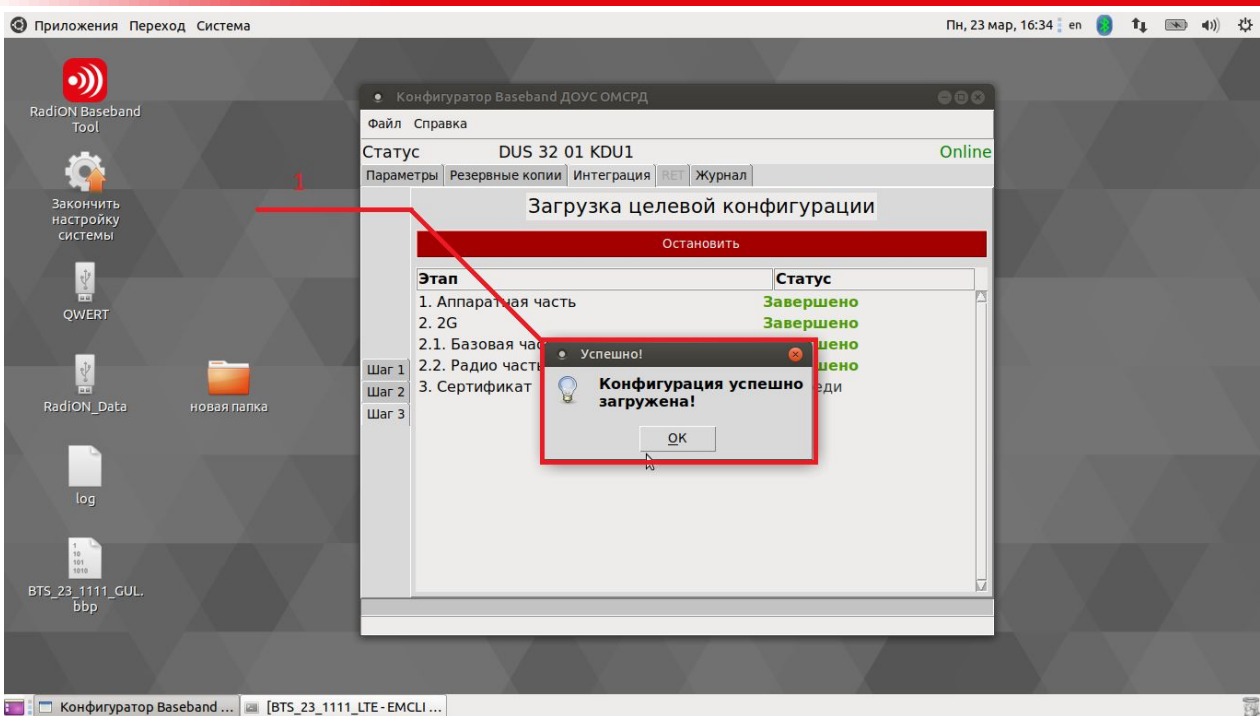 Приложения Переход Система
Пн, 23 мар, 16:34 en
RadiON Baseband
Tool
Закончить
настройку
системы
QWERT
RadiON_Data
новая папка
log
1
10
101
1010
BTS_23_1111_GUL.
bbp
1
Конфигуратор Baseband ДОУС ОМСРД
Файл Справка
Статус DUS 32 01 KDU1 Online
Параметры Резервные копии Интеграция RET Журнал
Загрузка целевой конфигурации
Остановить
Этап Статус
1. Аппаратная часть Завершено
2. 2G Завершено
2.1. Базовая
2.2. Радио часть
3. Сертификат
Шаг 1
Шаг 2
Шаг 3
Успешно!
Конфигурация успешно
загружена!
OK
Конфигуратор Baseband ... [BTS_23_1111_LTE - EMCLI ...